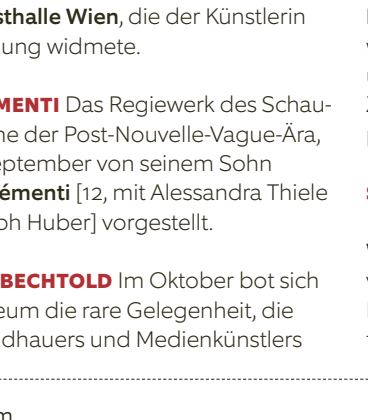 sthalle Wien, die der Künstlerin
ung widmete.
MENTI Das Regiewerk des Schau-
ne der Post-Nouvelle-Vague-Ära,
eptember von seinem Sohn
émenti [12, mit Alessandra Thiele
ph Huber] vorgestellt.
BECHTOLD Im Oktober bot sich
eum die rare Gelegenheit, die
dhauers und Medienkünstlers